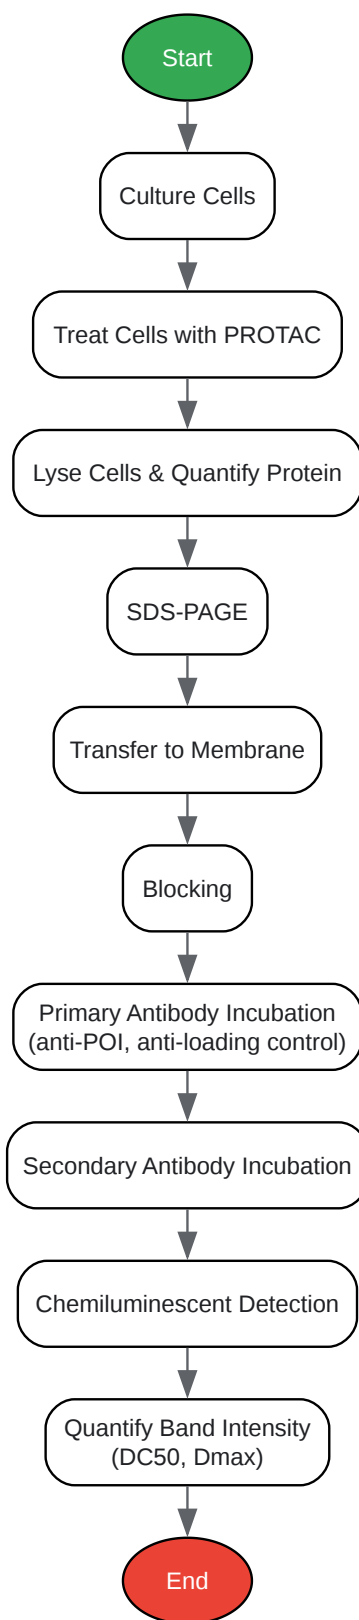 Start
Culture Cells
Treat Cells with PROTAC
Lyse Cells & Quantify Protein
SDS-PAGE
Transfer to Membrane
Blocking
Primary Antibody Incubation
(anti-POI, anti-loading control)
Secondary Antibody Incubation
Chemiluminescent Detection
Quantify Band Intensity
(DC50, Dmax)
End